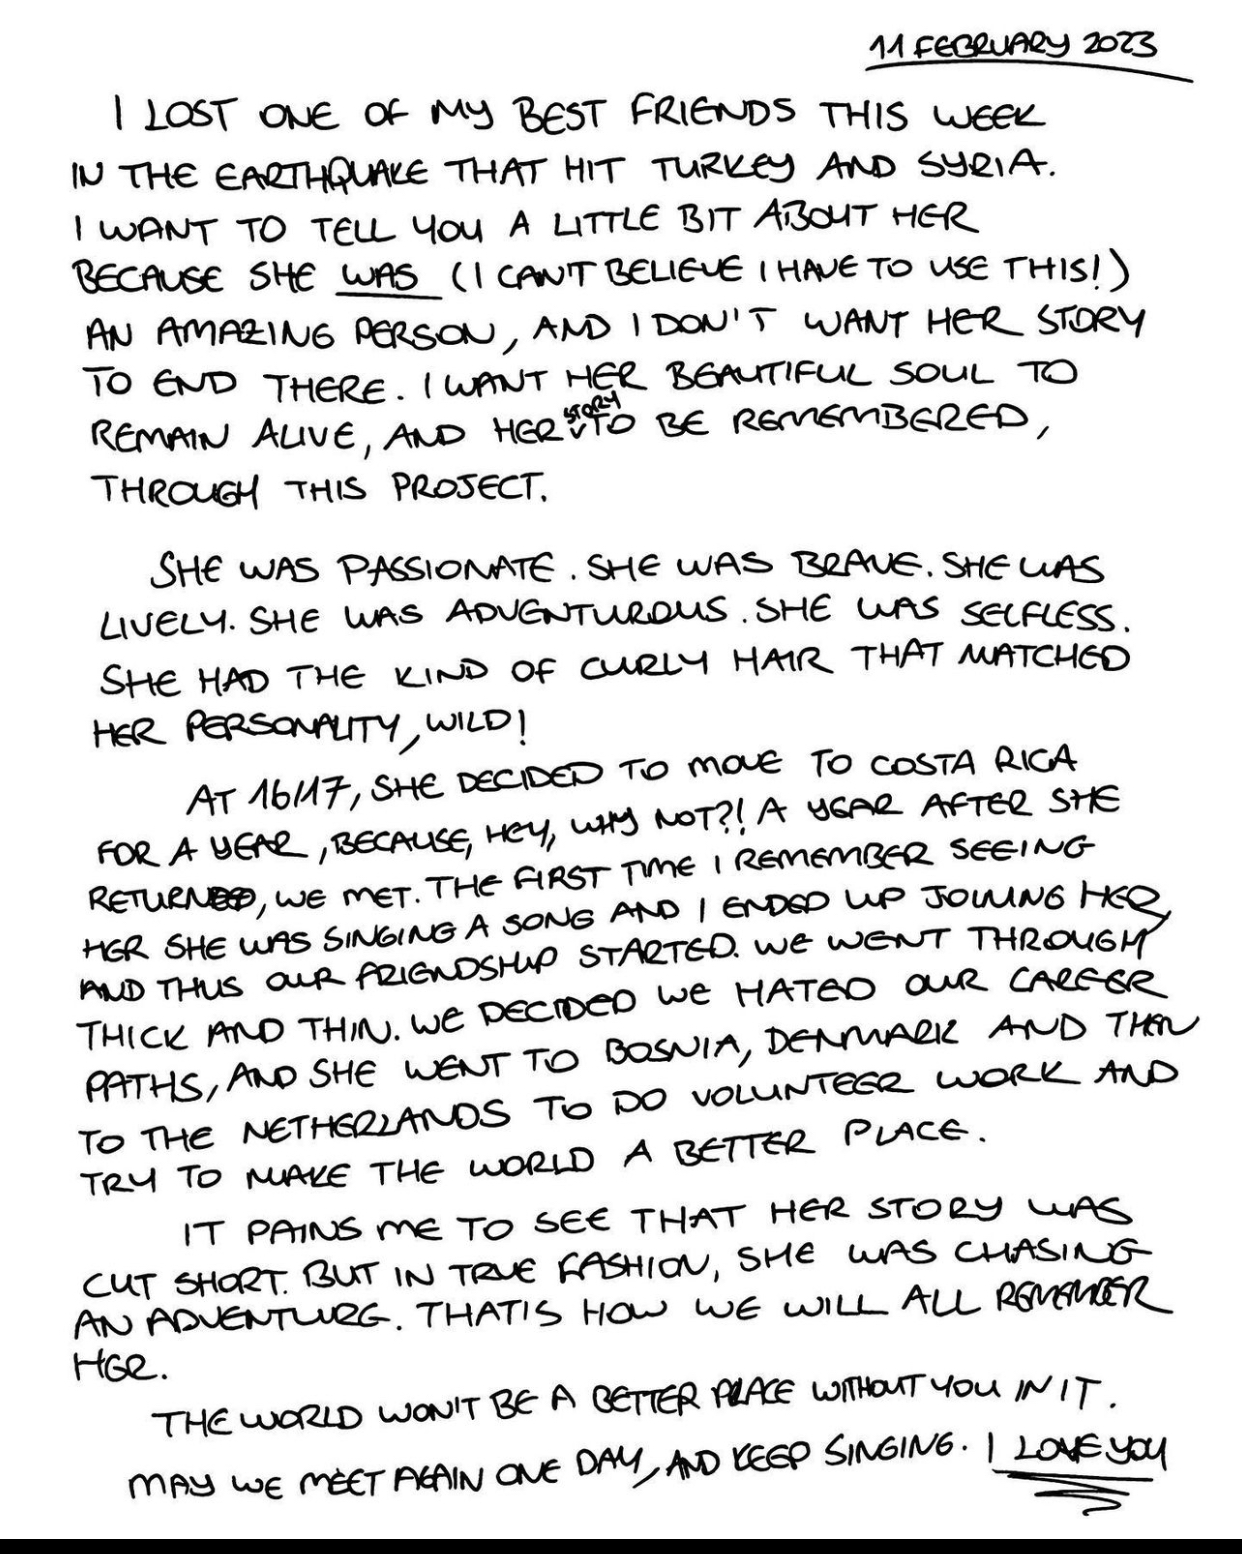 11 FEBRUARY 2023
I LOST ONE OF MY BEST FRIENDS THIS WEEK
IN THE EARTHQUAKE THAT HIT TURKEY AND SYRIA.
I WANT TO TELL YOU A LITTLE BIT ABOUT HER
BECAUSE SHE WAS (I CAN'T BELIEVE I HAVE TO USE THIS!)
AN AMAZING PERSON, AND I DON'T WANT HER STORY
TO END THERE. I WANT HER BEAUTIFUL SOUL TO
REMAIN ALIVE, AND HER STORY TO BE REMEMBERED,
THROUGH THIS PROJECT.
SHE WAS PASSIONATE. SHE WAS BRAVE. SHE WAS
LIVELY. SHE WAS ADVENTUROUS. SHE WAS SELFLESS.
SHE HAD THE KIND OF CURLY HAIR THAT MATCHED
HER PERSONALITY, WILD!
AT 16/17, SHE DECIDED TO MOVE TO COSTA RICA
FOR A YEAR, BECAUSE, HEY, WHY NOT?! A YEAR AFTER SHE
RETURNED, WE MET. THE FIRST TIME I REMEMBER SEEING
HER SHE WAS SINGING A SONG AND I ENDED UP JOINING HER,
AND THUS OUR FRIENDSHIP STARTED. WE WENT THROUGH
THICK AND THIN. WE DECIDED WE HATED OUR CAREER
PATHS, AND SHE WENT TO BOSNIA, DENMARK AND THEN
TO THE NETHERLANDS TO DO VOLUNTEER WORK AND
TRY TO MAKE THE WORLD A BETTER PLACE.
IT PAINS ME TO SEE THAT HER STORY WAS
CUT SHORT. BUT IN TRUE FASHION, SHE WAS CHASING
AN ADVENTURE. THAT'S HOW WE WILL ALL REMEMBER
HER.
THE WORLD WON'T BE A BETTER PLACE WITHOUT YOU IN IT.
MAY WE MEET AGAIN ONE DAY, AND KEEP SINGING. I LOVE YOU